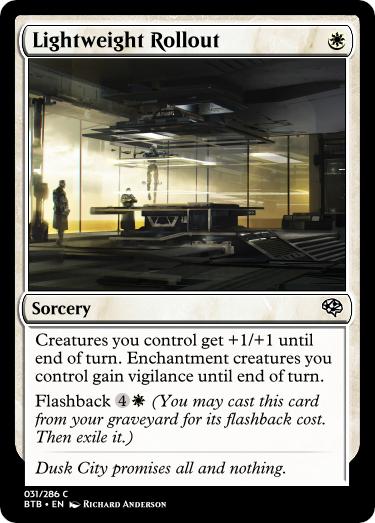 Lightweight Rollout
Sorcery
Creatures you control get +1/+1 until
end of turn. Enchantment creatures you
control gain vigilance until end of turn.
Flashback 4 (You may cast this card
from your graveyard for its flashback cost.
Then exile it.)
Dusk City promises all and nothing.
031/286 C
BTB • EN Richard Anderson